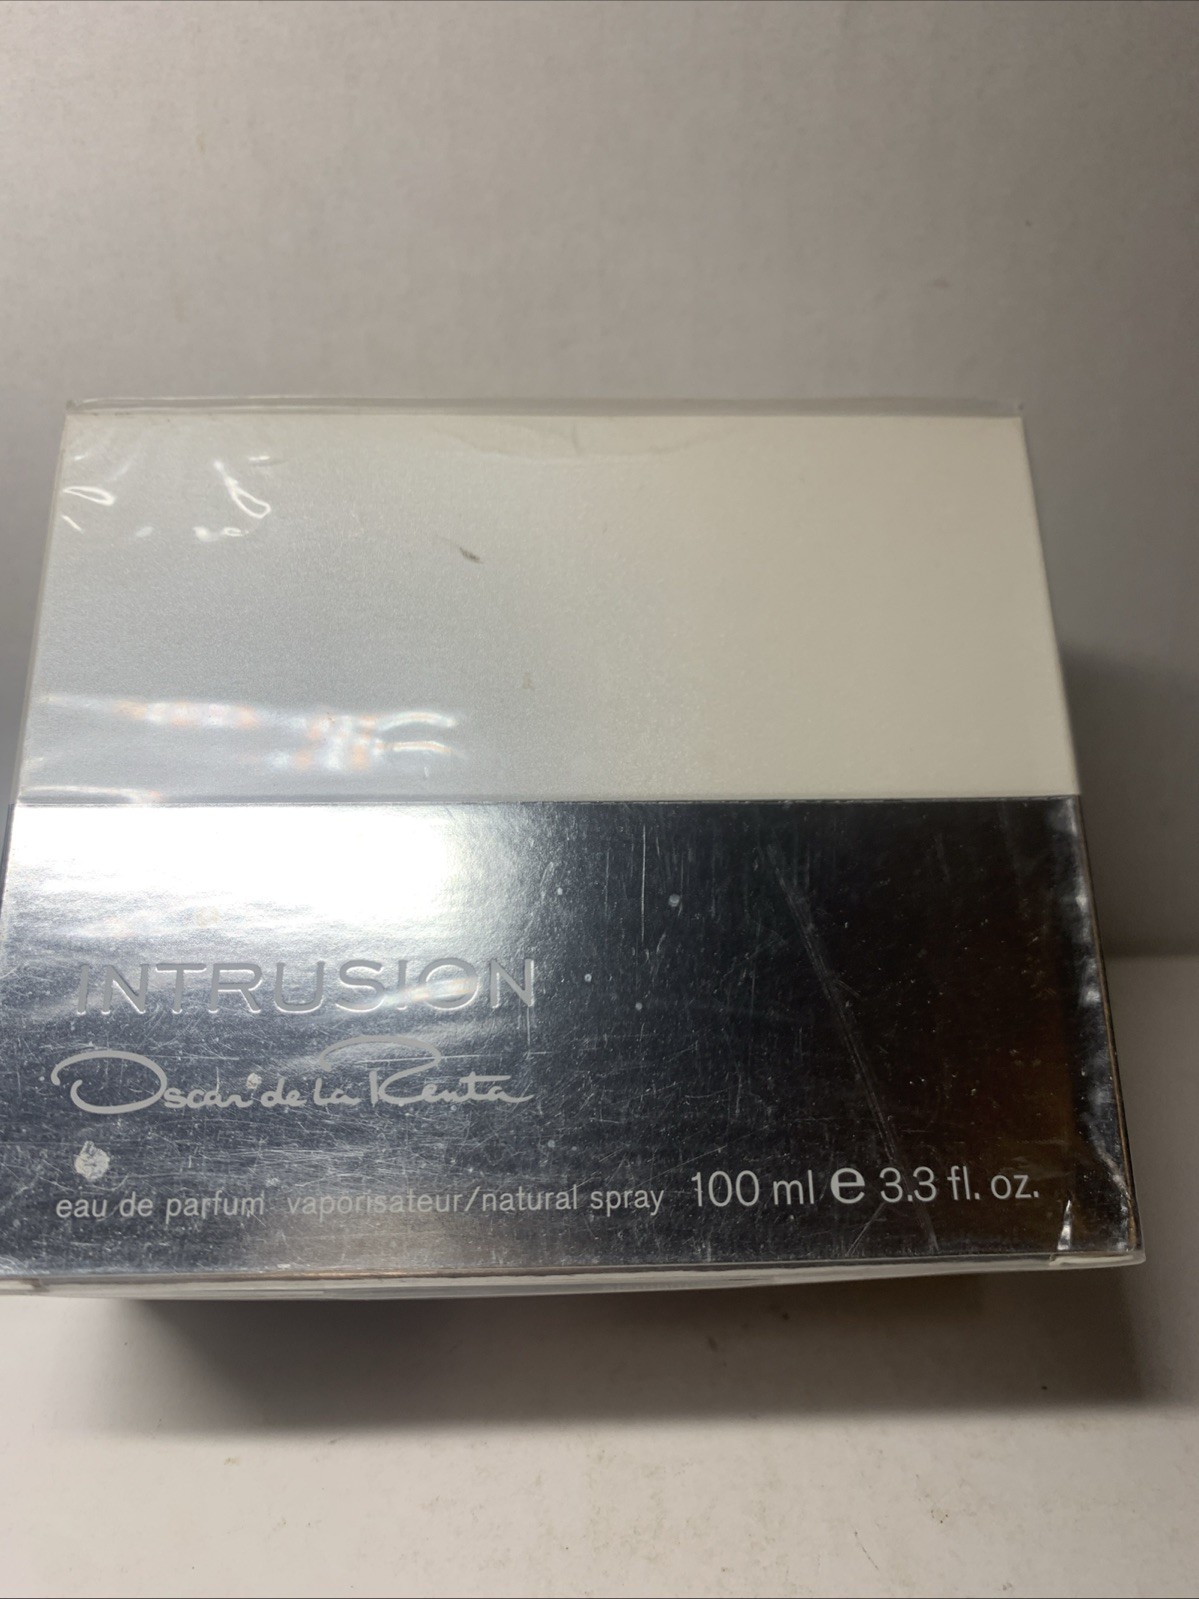 INTRUSION
Oscar de la Renta
eau de parfum vaporisateur/natural spray 100 ml e 3.3 fl. oz.